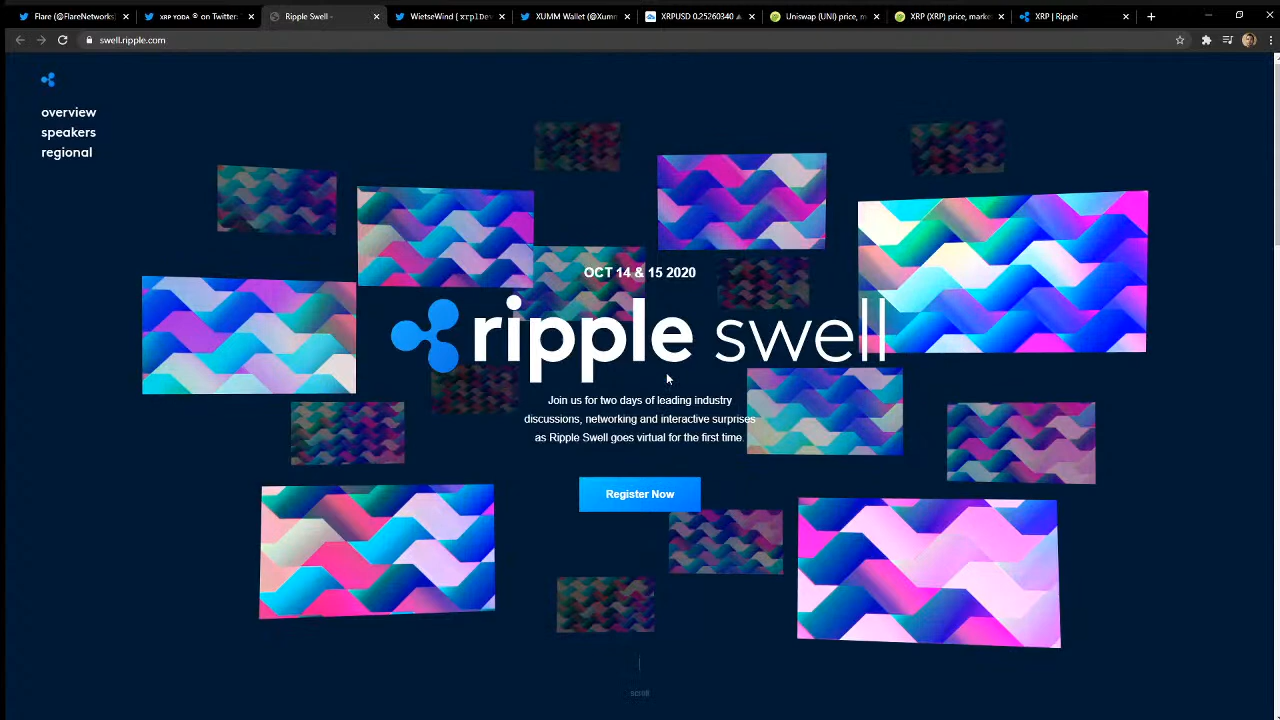 Flare (@FlareNetworks)
XRP YODA ® on Twitter:
Ripple Swell -
WietseWind ( xrplDev
XUMM Wallet (@Xumm
XRPUSD 0.25260340
Uniswap (UNI) price, m
XRP (XRP) price, marke
XRP | Ripple
swell.ripple.com
overview
speakers
regional
OCT 14 & 15 2020
ripple swell
Join us for two days of leading industry
discussions, networking and interactive surprises
as Ripple Swell goes virtual for the first time.
Register Now
scroll